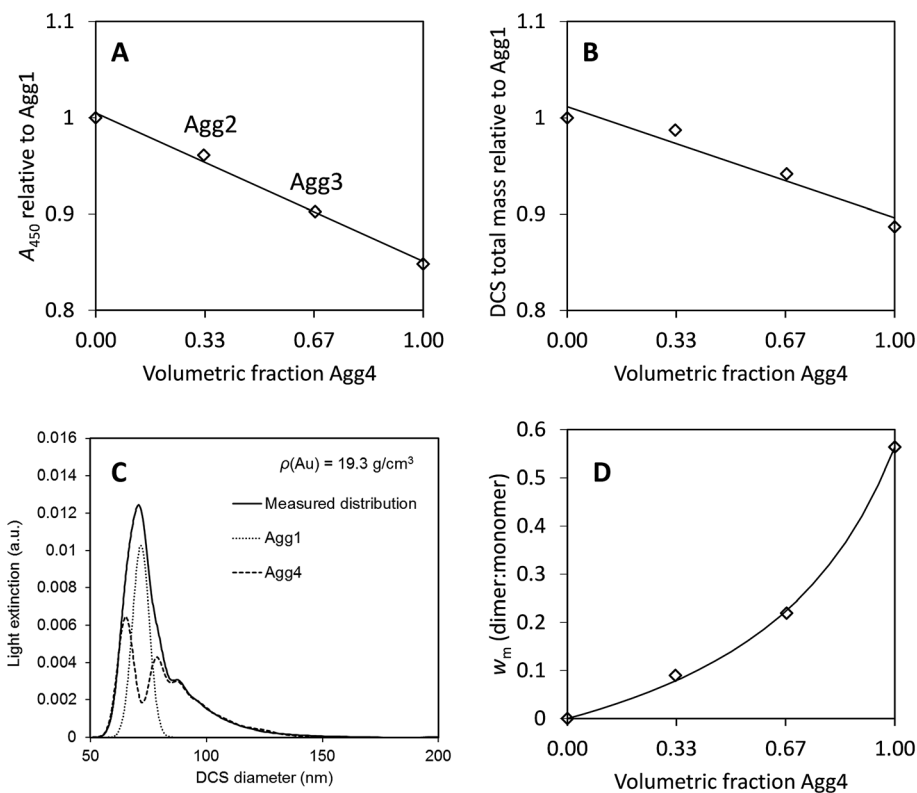 A
A450 relative to Agg1
1.1
1
0.9
0.8
Agg2
Agg3
0.00 0.33 0.67 1.00
Volumetric fraction Agg4
B
DCS total mass relative to Agg1
1.1
1
0.9
0.8
0.00 0.33 0.67 1.00
Volumetric fraction Agg4
C
Light extinction (a.u.)
0.016
0.014
0.012
0.01
0.008
0.006
0.004
0.002
0
ρ(Au) = 19.3 g/cm³
Measured distribution
Agg1
Agg4
50 100 150 200
DCS diameter (nm)
D
wm (dimer:monomer)
0.6
0.5
0.4
0.3
0.2
0.1
0
0.00 0.33 0.67 1.00
Volumetric fraction Agg4